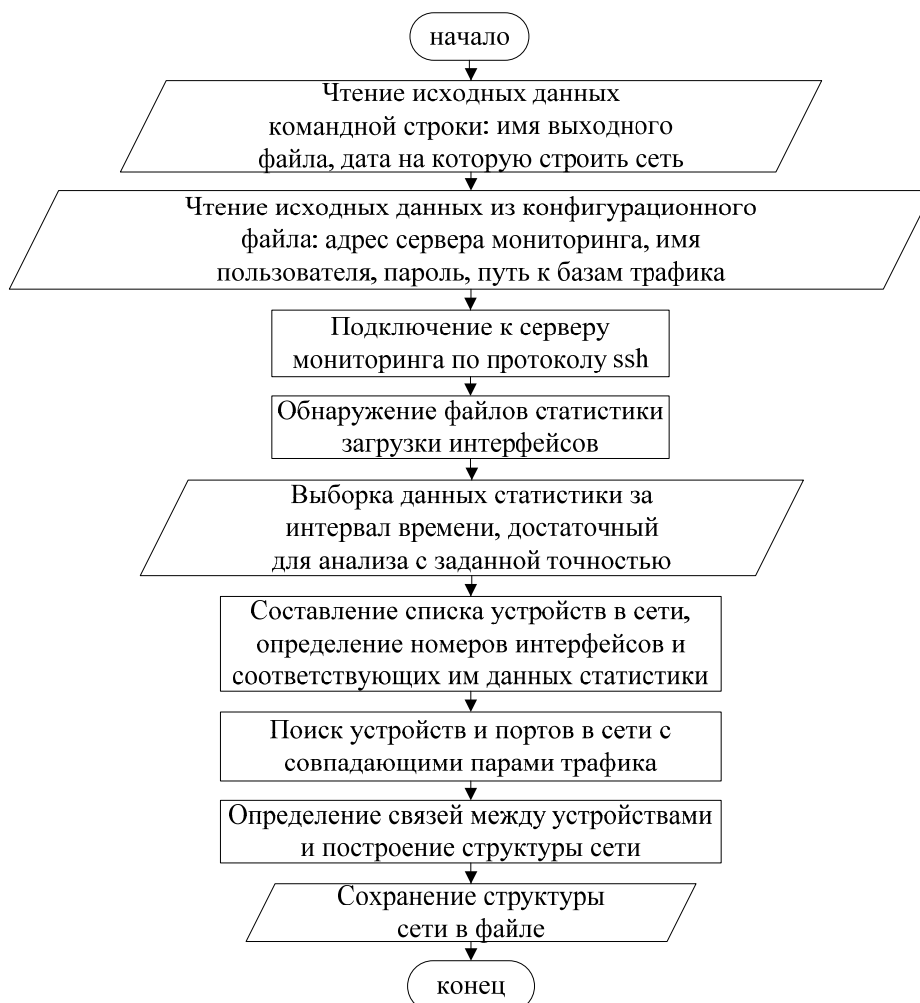 начало
Чтение исходных данных
командной строки: имя выходного
файла, дата на которую строить сеть
Чтение исходных данных из конфигурационного
файла: адрес сервера мониторинга, имя
пользователя, пароль, путь к базам трафика
Подключение к серверу
мониторинга по протоколу ssh
Обнаружение файлов статистики
загрузки интерфейсов
Выборка данных статистики за
интервал времени, достаточный
для анализа с заданной точностью
Составление списка устройств в сети,
определение номеров интерфейсов и
соответствующих им данных статистики
Поиск устройств и портов в сети с
совпадающими парами трафика
Определение связей между устройствами
и построение структуры сети
Сохранение структуры
сети в файле
конец